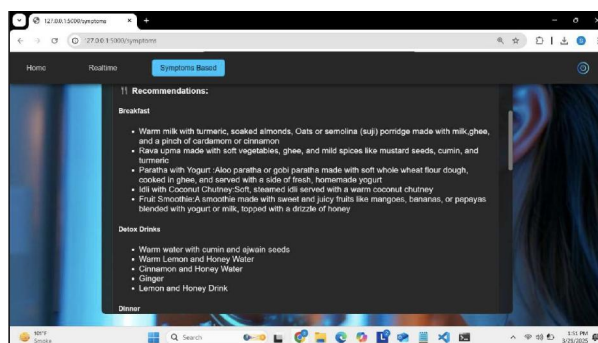 127.0.0.1:5000/symptoms
127.0.0.1:5000/symptoms
Home
Realtime
Symptoms Based
Recommendations:
Breakfast
Warm milk with turmeric, soaked almonds, Oats or semolina (suji) porridge made with milk,ghee,
and a pinch of cardamom or cinnamon
Rava upma made with soft vegetables, ghee, and mild spices like mustard seeds, cumin, and
turmeric
Paratha with Yogurt :Aloo paratha or gobi paratha made with soft whole wheat flour dough,
cooked in ghee, and served with a side of fresh, homemade yogurt
Idli with Coconut Chutney:Soft, steamed idli served with a warm coconut chutney
Fruit Smoothie:A smoothie made with sweet and juicy fruits like mangoes, bananas, or papayas
blended with yogurt or milk, topped with a drizzle of honey
Detox Drinks
Warm water with cumin and ajwain seeds
Warm Lemon and Honey Water
Cinnamon and Honey Water
Ginger
Lemon and Honey Drink
Dinner
101°F
Smoke
Search
3/25/2025